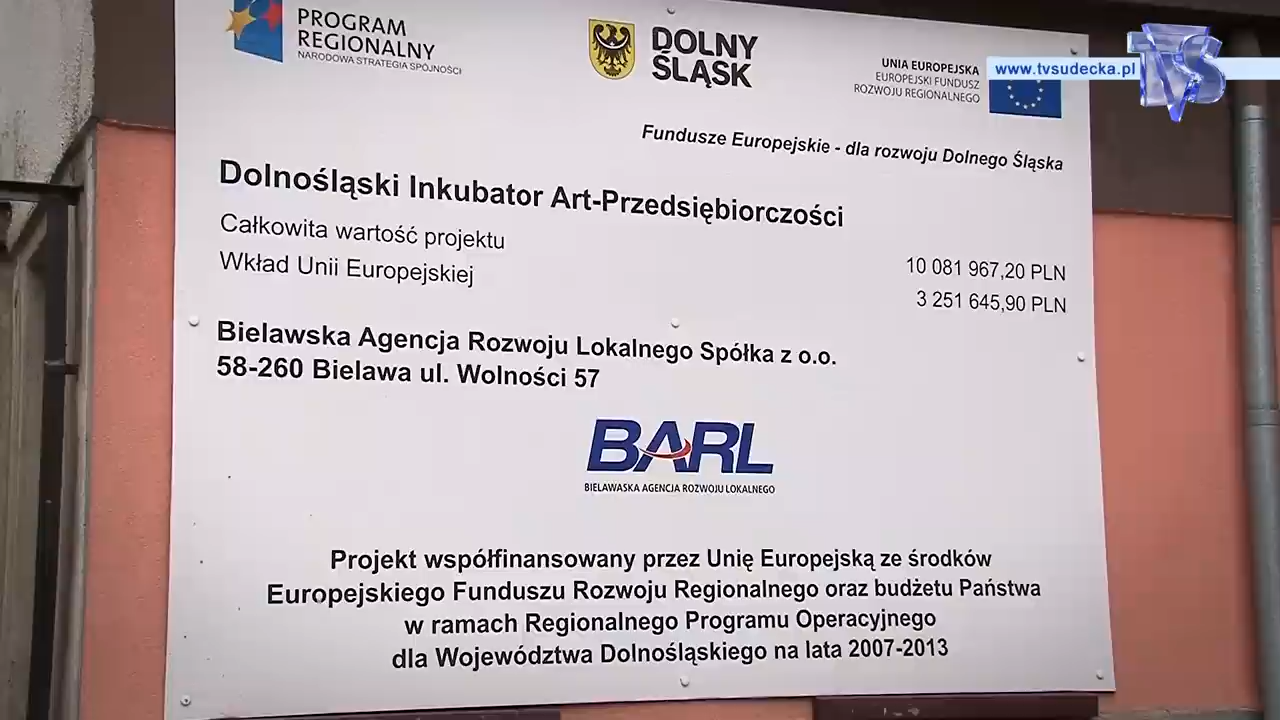 PROGRAM
REGIONALNY
NARODOWA STRATEGIA SPÓJNOŚCI
DOLNY
ŚLĄSK
UNIA EUROPEJSKA
EUROPEJSKI FUNDUSZ
ROZWOJU REGIONALNEGO
www.tvsudecka.pl
TVS
Fundusze Europejskie - dla rozwoju Dolnego Śląska
Dolnośląski Inkubator Art-Przedsiębiorczości
Całkowita wartość projektu 10 081 967,20 PLN
Wkład Unii Europejskiej 3 251 645,90 PLN
Bielawska Agencja Rozwoju Lokalnego Spółka z o.o.
58-260 Bielawa ul. Wolności 57
BARL
BIELAWASKA AGENCJA ROZWOJU LOKALNEGO
Projekt współfinansowany przez Unię Europejską ze środków
Europejskiego Funduszu Rozwoju Regionalnego oraz budżetu Państwa
w ramach Regionalnego Programu Operacyjnego
dla Województwa Dolnośląskiego na lata 2007-2013